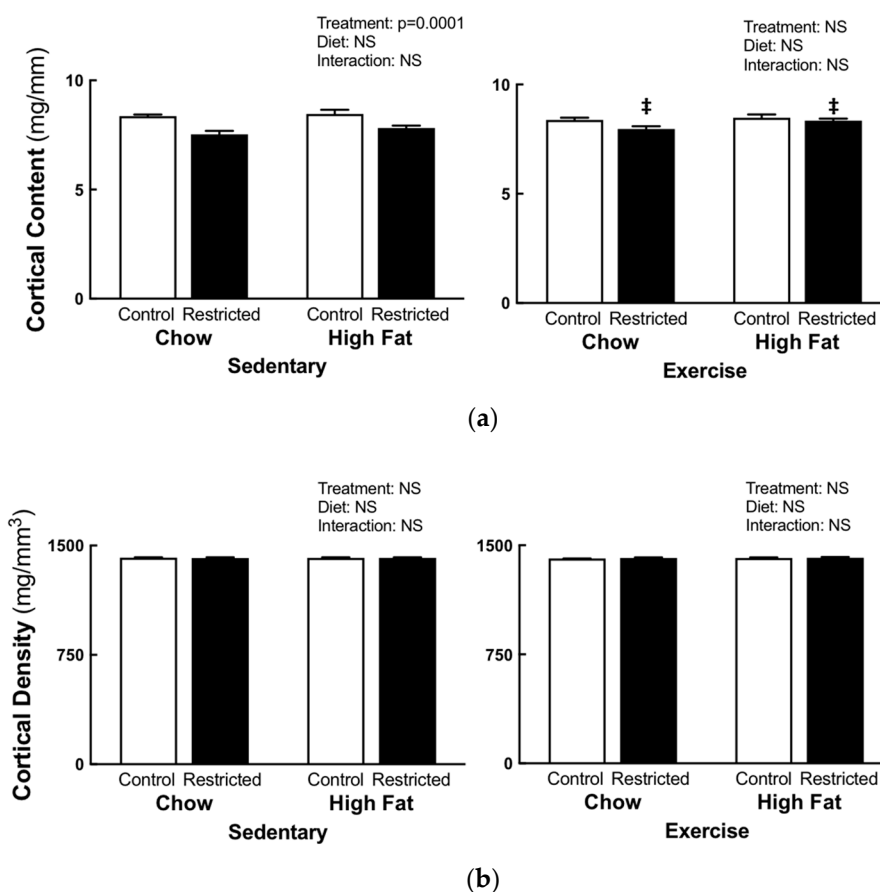 Treatment: p=0.0001
Diet: NS
Interaction: NS
Treatment: NS
Diet: NS
Interaction: NS
Cortical Content (mg/mm)
10
5
0
10
5
0
‡ ‡
Control Restricted Control Restricted
Chow High Fat
Sedentary
Control Restricted Control Restricted
Chow High Fat
Exercise
(a)
Treatment: NS
Diet: NS
Interaction: NS
Treatment: NS
Diet: NS
Interaction: NS
Cortical Density (mg/mm³)
1500
750
0
1500
750
0
Control Restricted Control Restricted
Chow High Fat
Sedentary
Control Restricted Control Restricted
Chow High Fat
Exercise
(b)